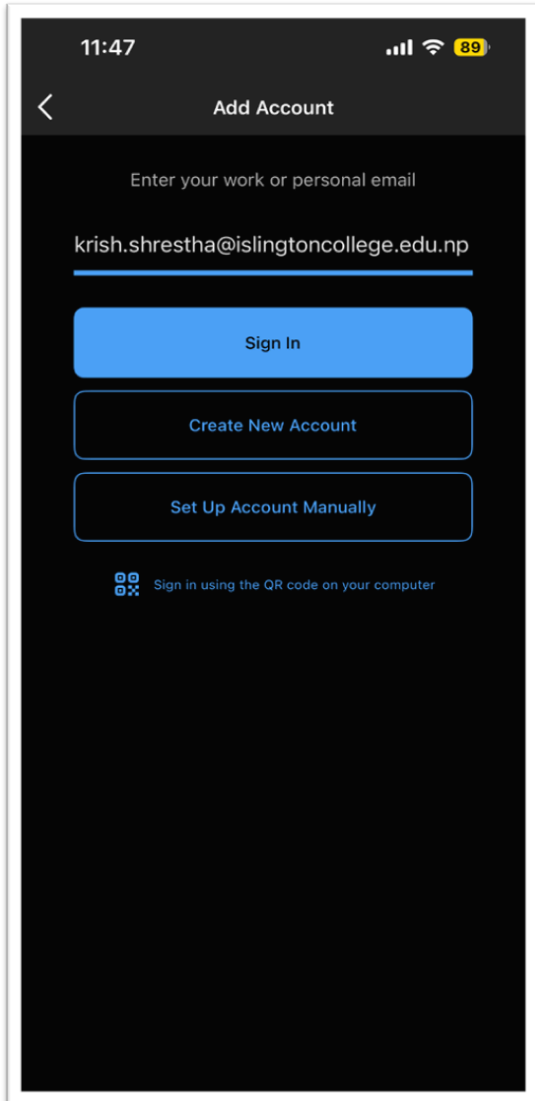 11:47
89
Add Account
Enter your work or personal email
krish.shrestha@islingtoncollege.edu.np
Sign In
Create New Account
Set Up Account Manually
Sign in using the QR code on your computer